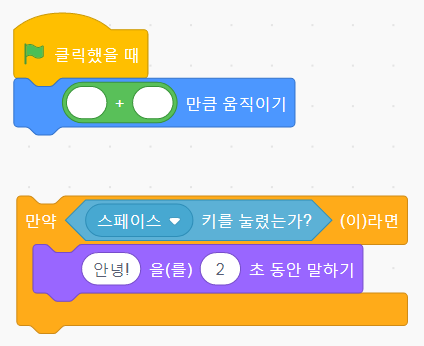 클릭했을 때
+ 만큼 움직이기
만약 스페이스 키를 눌렀는가? (이)라면
안녕! 을(를) 2 초 동안 말하기